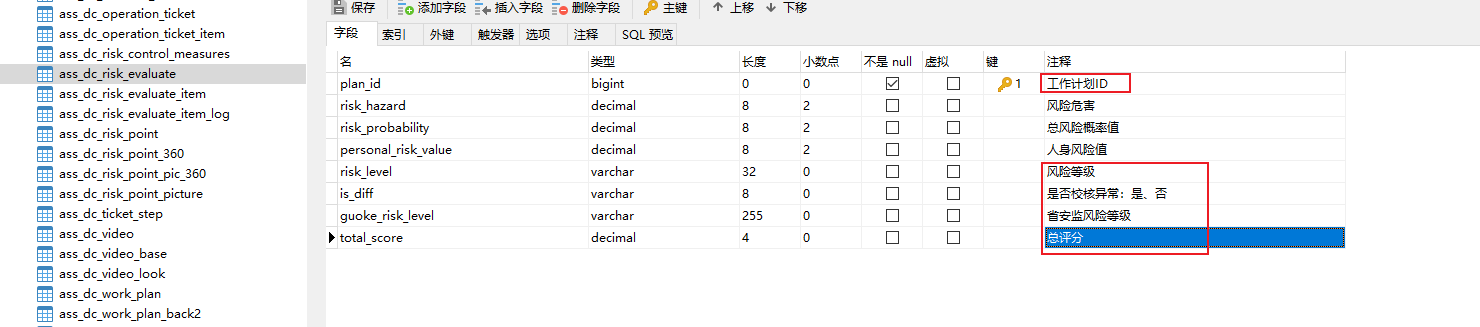 ass_dc_operation_ticket
ass_dc_operation_ticket_item
ass_dc_risk_control_measures
ass_dc_risk_evaluate
ass_dc_risk_evaluate_item
ass_dc_risk_evaluate_item_log
ass_dc_risk_point
ass_dc_risk_point_360
ass_dc_risk_point_pic_360
ass_dc_risk_point_picture
ass_dc_ticket_step
ass_dc_video
ass_dc_video_base
ass_dc_video_look
ass_dc_work_plan
ass_dc_work_plan_back2
保存 添加字段 插入字段 删除字段 主键 上移 下移
字段 索引 外键 触发器 选项 注释 SQL 预览
名 类型 长度 小数点 不是 null 虚拟 键 注释
plan_id bigint 0 0 1 工作计划ID
risk_hazard decimal 8 2 风险危害
risk_probability decimal 8 2 总风险概率值
personal_risk_value decimal 8 2 人身风险值
risk_level varchar 32 0 风险等级
is_diff varchar 8 0 是否校核异常：是、否
guoke_risk_level varchar 255 0 省安监风险等级
total_score decimal 4 0 总评分